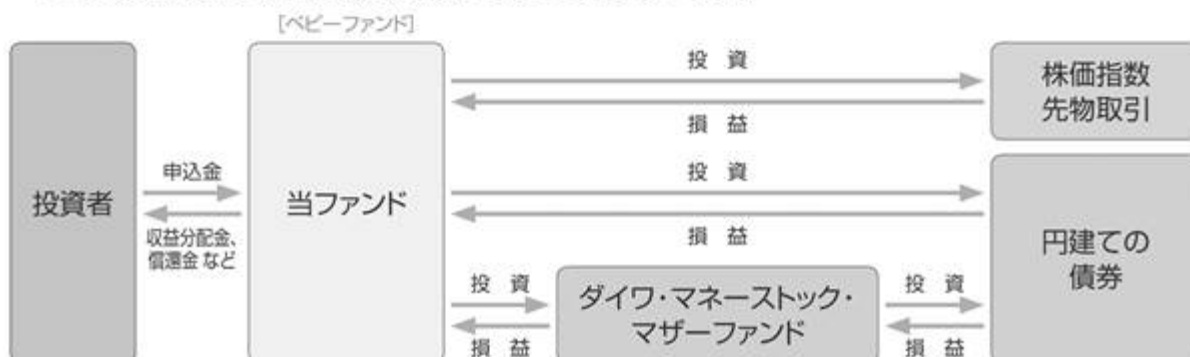 [ベビーファンド]
投資者
申込金
収益分配金、
償還金 など
当ファンド
投 資
損 益
株価指数
先物取引
投 資
損 益
円建ての
債券
投 資
損 益
ダイワ・マネーストック・
マザーファンド
投 資
損 益